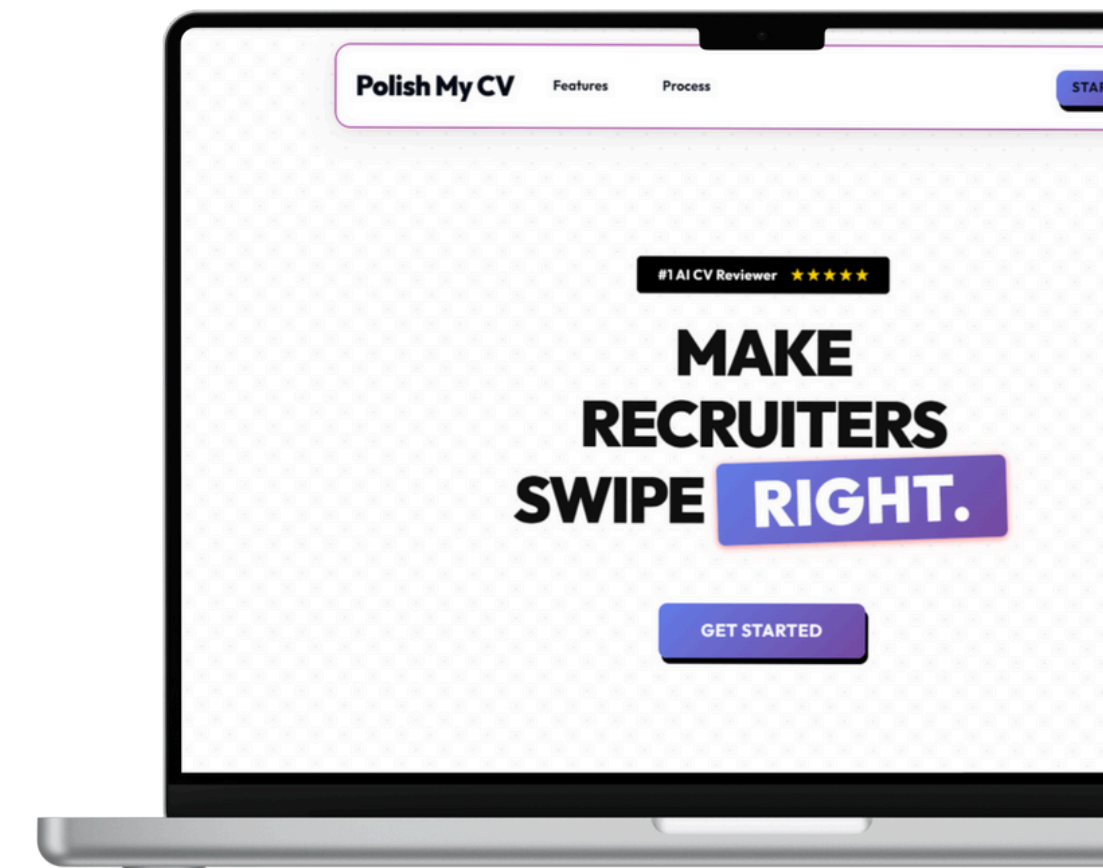 Polish My CV
Features
Process
#1 AI CV Reviewer ★★★★★
MAKE
RECRUITERS
SWIPE RIGHT.
GET STARTED